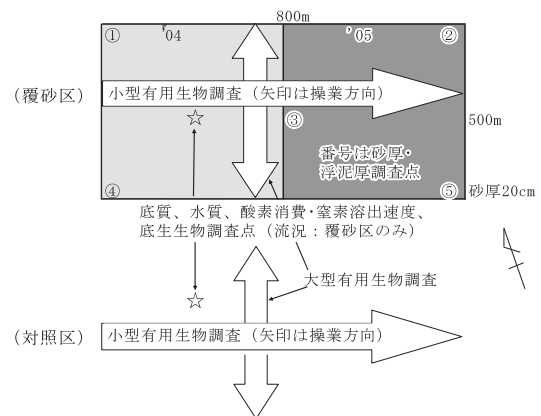 800m
① '04 '05 ②
(覆砂区)
小型有用生物調査(矢印は操業方向)
③
500m
番号は砂厚・
浮泥厚調査点
④ ⑤ 砂厚20cm
底質、水質、酸素消費・窒素溶出速度、
底生生物調査点(流況:覆砂区のみ)
大型有用生物調査
(対照区)
小型有用生物調査(矢印は操業方向)